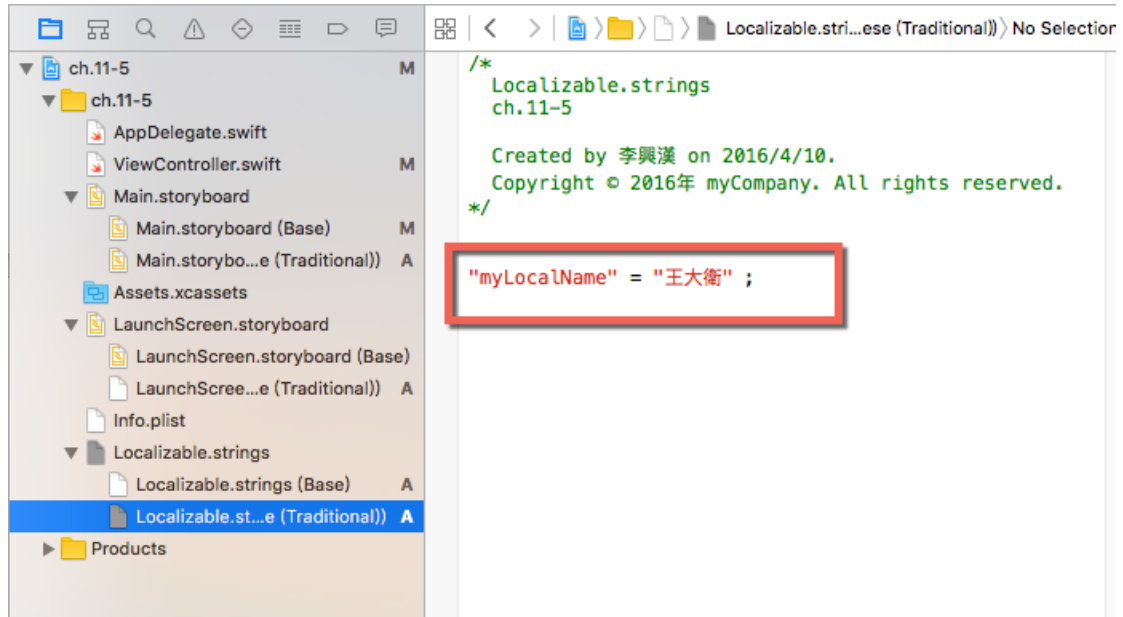 Localizable.stri...ese (Traditional)) 〉 No Selection
ch.11-5 M
ch.11-5
AppDelegate.swift
ViewController.swift M
Main.storyboard
Main.storyboard (Base) M
Main.storybo...e (Traditional)) A
Assets.xcassets
LaunchScreen.storyboard
LaunchScreen.storyboard (Base)
LaunchScree...e (Traditional)) A
Info.plist
Localizable.strings
Localizable.strings (Base) A
Localizable.st...e (Traditional)) A
Products
/*
Localizable.strings
ch.11-5
Created by 李興漢 on 2016/4/10.
Copyright © 2016年 myCompany. All rights reserved.
*/
"myLocalName" = "王大衛" ;